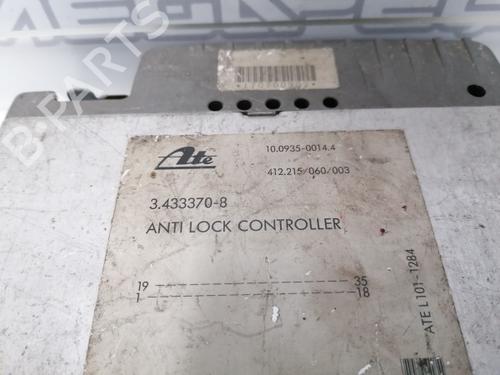 B-PARTS
Ate
10.0935-0014.4
412.215/060/003
3.433370-8
ANTI LOCK CONTROLLER
19 35
1 18
ATE L101-1284